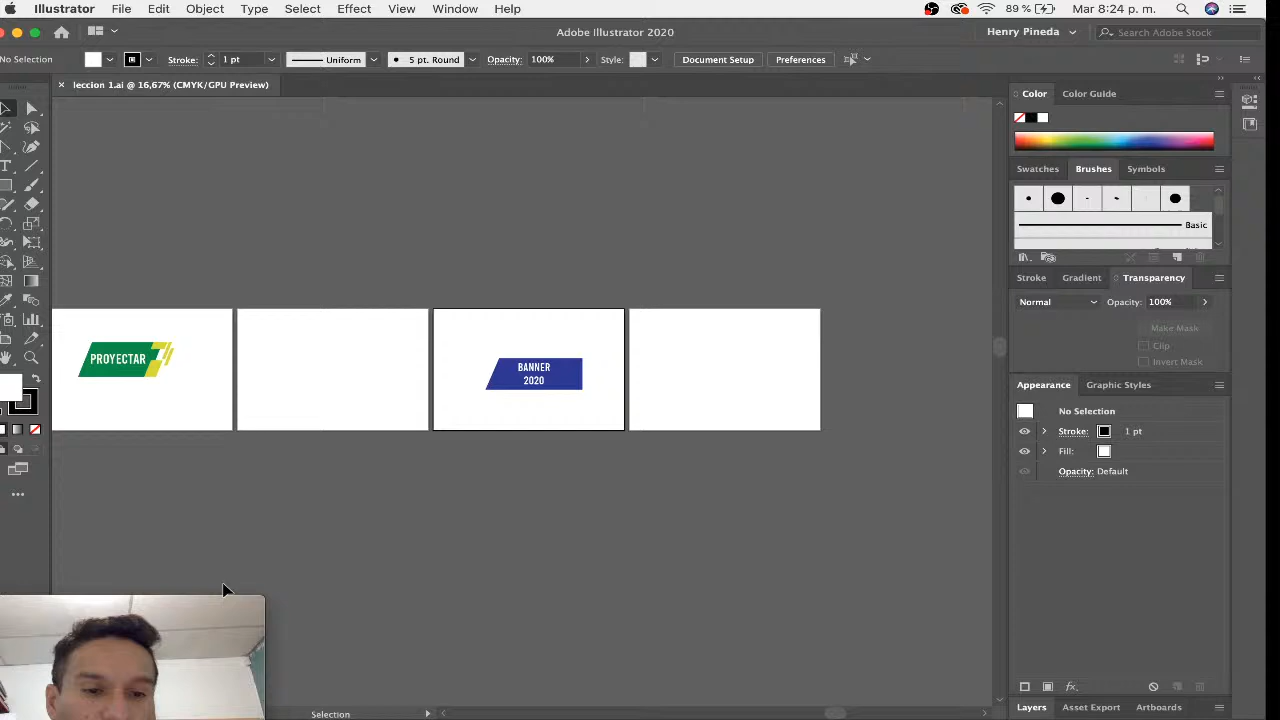 Illustrator File Edit Object Type Select Effect View Window Help 89 % Mar 8:24 p. m.
Adobe Illustrator 2020 Henry Pineda Search Adobe Stock
No Selection Stroke: 1 pt Uniform 5 pt. Round Opacity: 100% Style: Document Setup Preferences
leccion 1.ai @ 16,67% (CMYK/GPU Preview)
Color Color Guide
Swatches Brushes Symbols
Basic
Stroke Gradient Transparency
Normal Opacity: 100%
Make Mask
Clip
Invert Mask
Appearance Graphic Styles
No Selection
Stroke: 1 pt
Fill:
Opacity: Default
Layers Asset Export Artboards
PROYECTAR
BANNER
2020
Selection